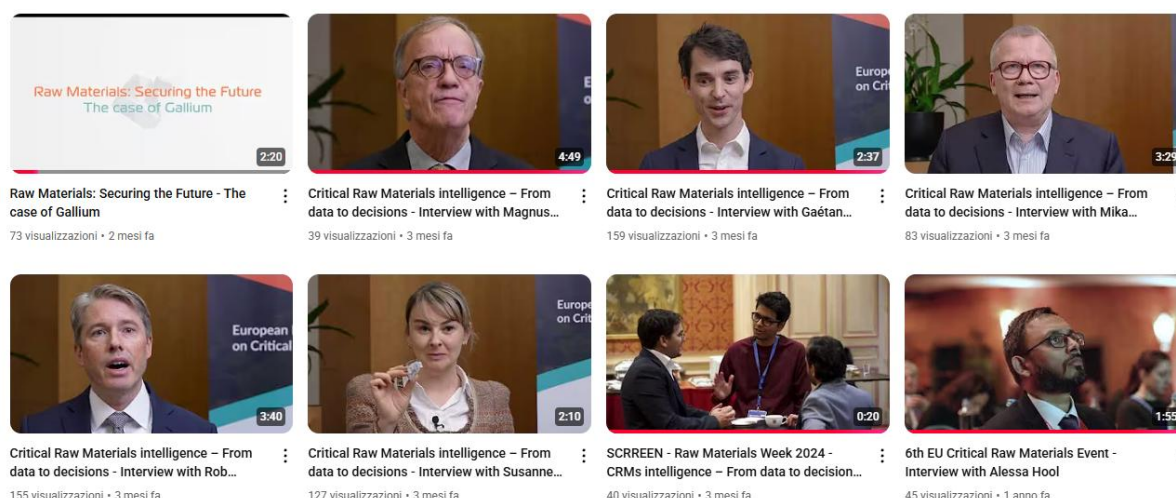 Raw Materials: Securing the Future
The case of Gallium
2:20
E
o
4:49
Europe
on Crit
2:37
3:29
Raw Materials: Securing the Future - The
case of Gallium
73 visualizzazioni • 2 mesi fa
Critical Raw Materials intelligence – From
data to decisions - Interview with Magnus...
39 visualizzazioni • 3 mesi fa
Critical Raw Materials intelligence – From
data to decisions - Interview with Gaétan...
159 visualizzazioni • 3 mesi fa
Critical Raw Materials intelligence – From
data to decisions - Interview with Mika...
83 visualizzazioni • 3 mesi fa
European
on Critical
3:40
Europe
on Crit
2:10
0:20
1:55
Critical Raw Materials intelligence – From
data to decisions - Interview with Rob...
155 visualizzazioni • 3 mesi fa
Critical Raw Materials intelligence – From
data to decisions - Interview with Susanne...
127 visualizzazioni • 3 mesi fa
SCRREEN - Raw Materials Week 2024 -
CRMs intelligence – From data to decision...
40 visualizzazioni • 3 mesi fa
6th EU Critical Raw Materials Event -
Interview with Alessa Hool
45 visualizzazioni • 1 anno fa